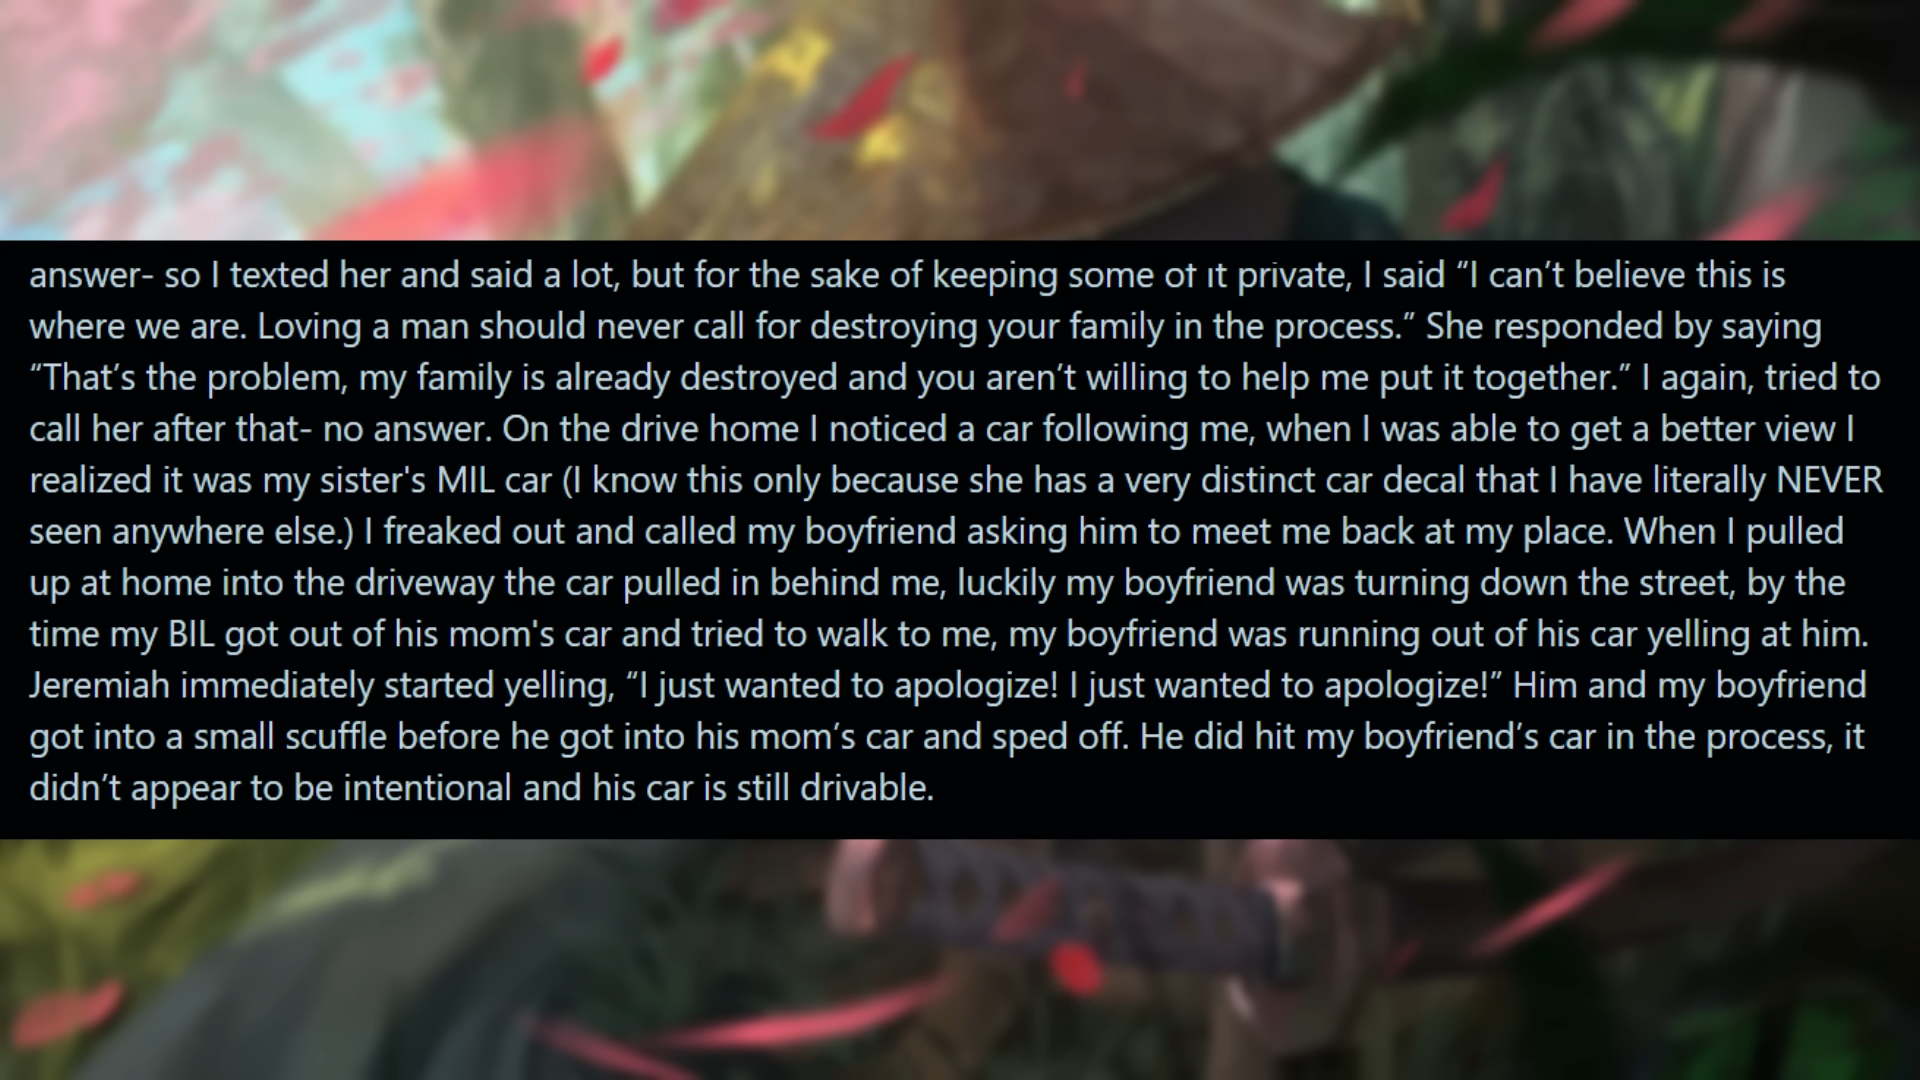 answer- so I texted her and said a lot, but for the sake of keeping some of it private, I said “I can’t believe this is
where we are. Loving a man should never call for destroying your family in the process.” She responded by saying
“That’s the problem, my family is already destroyed and you aren’t willing to help me put it together.” I again, tried to
call her after that- no answer. On the drive home I noticed a car following me, when I was able to get a better view I
realized it was my sister's MIL car (I know this only because she has a very distinct car decal that I have literally NEVER
seen anywhere else.) I freaked out and called my boyfriend asking him to meet me back at my place. When I pulled
up at home into the driveway the car pulled in behind me, luckily my boyfriend was turning down the street, by the
time my BIL got out of his mom's car and tried to walk to me, my boyfriend was running out of his car yelling at him.
Jeremiah immediately started yelling, “I just wanted to apologize! I just wanted to apologize!” Him and my boyfriend
got into a small scuffle before he got into his mom’s car and sped off. He did hit my boyfriend’s car in the process, it
didn’t appear to be intentional and his car is still drivable.